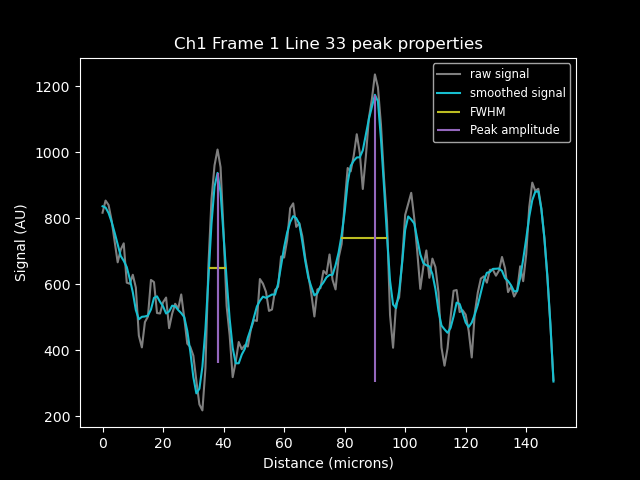 Ch1 Frame 1 Line 33 peak properties
raw signal
smoothed signal
FWHM
Peak amplitude
Signal (AU)
1200
1000
800
600
400
200
0 20 40 60 80 100 120 140
Distance (microns)